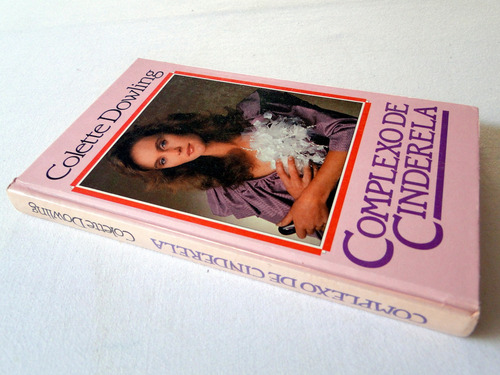 Colette Dowling
COMPLEXO DE
CINDERELA
Colette Dowling
COMPLEXO DE CINDERELA